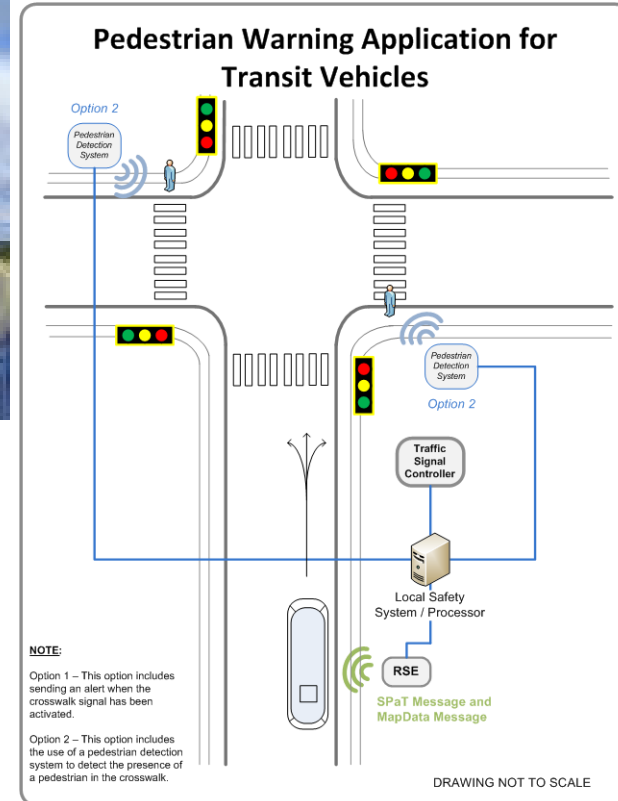 Pedestrian Warning Application for
Transit Vehicles
Option 2
Pedestrian
Detection
System
Pedestrian
Detection
System
Option 2
Traffic
Signal
Controller
Local Safety
System / Processor
RSE
SPaT Message and
MapData Message
NOTE:
Option 1 – This option includes
sending an alert when the
crosswalk signal has been
activated.
Option 2 – This option includes
the use of a pedestrian detection
system to detect the presence of
a pedestrian in the crosswalk.
DRAWING NOT TO SCALE